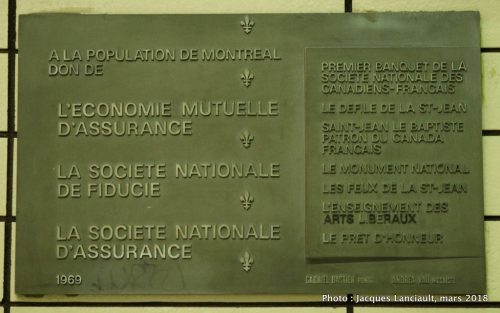 A LA POPULATION DE MONTREAL
DON DE
L'ECONOMIE MUTUELLE
D'ASSURANCE
LA SOCIETE NATIONALE
DE FIDUCIE
LA SOCIETE NATIONALE
D'ASSURANCE
1969
PREMIER BANQUET DE LA
SOCIETE NATIONALE DES
CANADIENS-FRANCAIS
LE DEFILE DE LA ST-JEAN
SAINT-JEAN LE BAPTISTE
PATRON DU CANADA
FRANCAIS
LE MONUMENT NATIONAL
LES FEUX DE LA ST-JEAN
L'ENSEIGNEMENT DES
ARTS LIBERAUX
LE PRET D'HONNEUR
GABRIEL BASTIEN
Photo : Jacques Lanciault, mars 2018